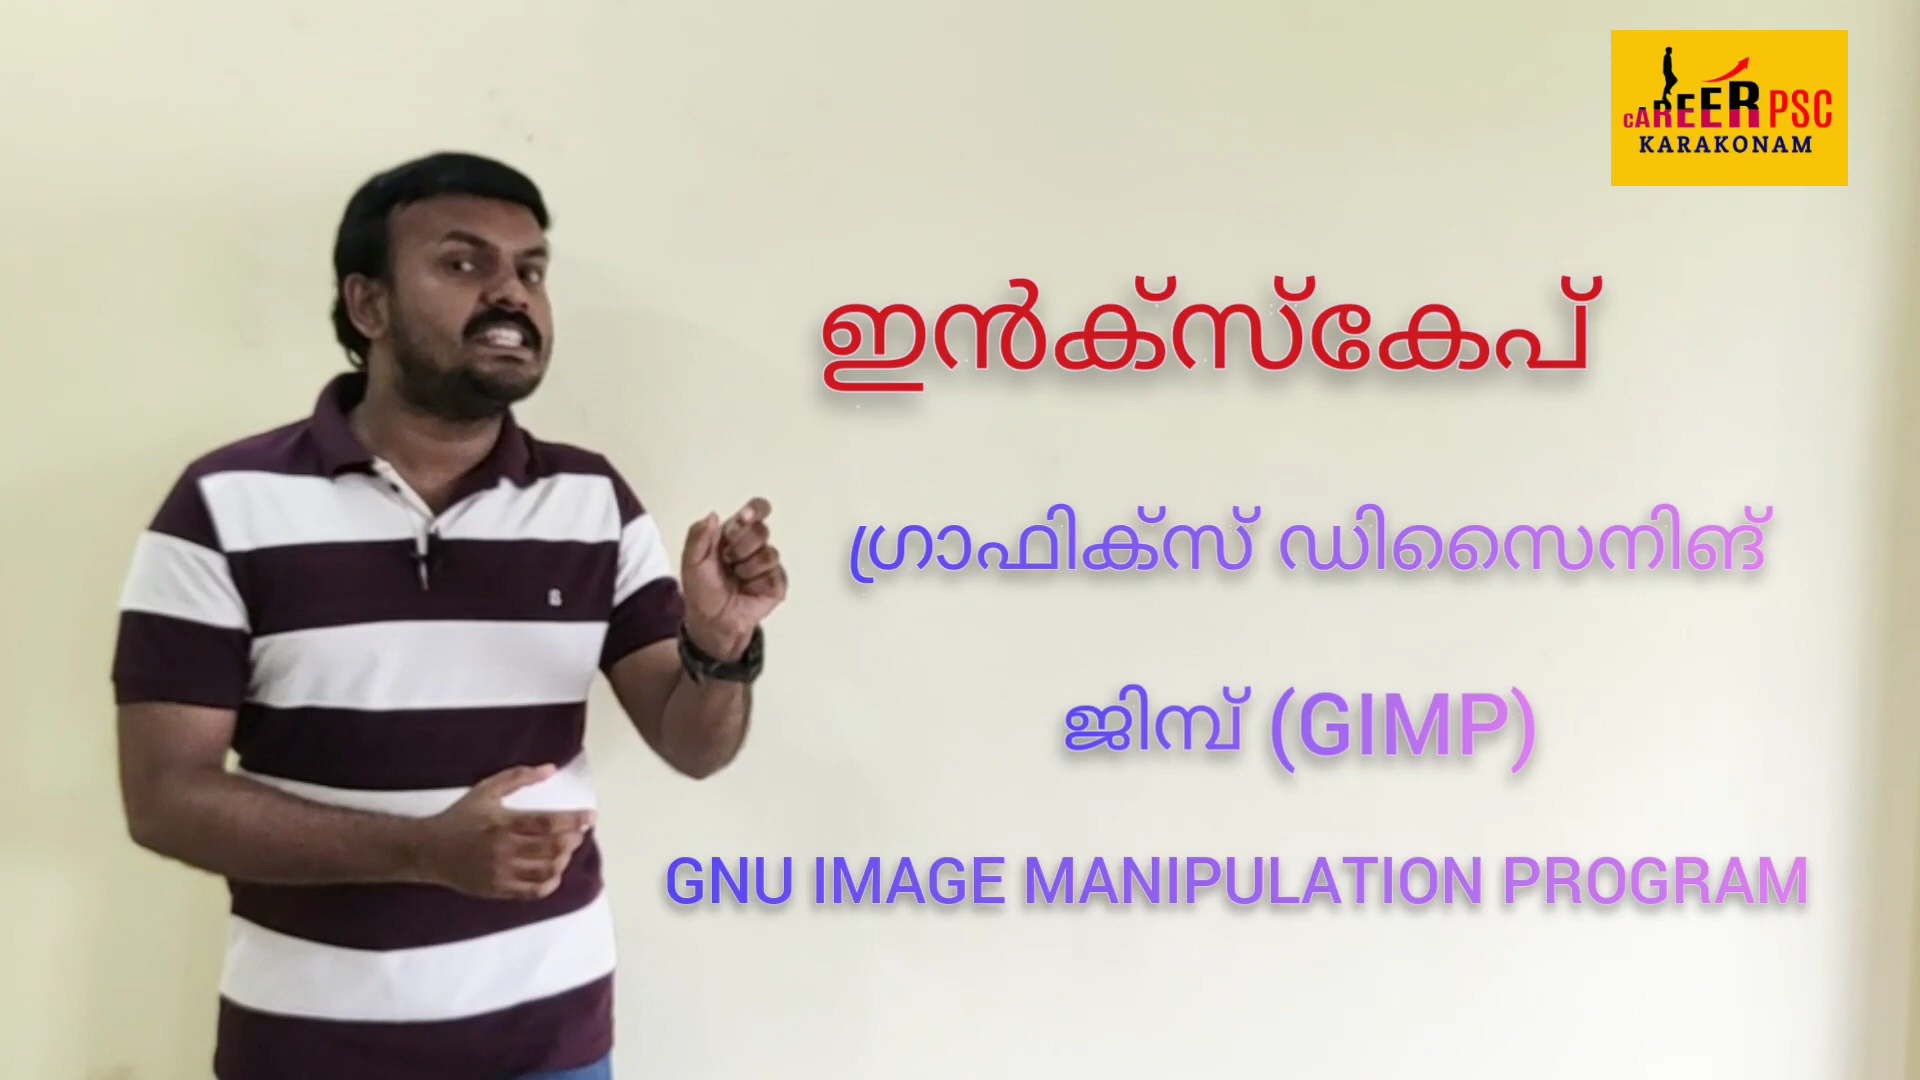 CAREER PSC
KARAKONAM
ഇൻക്സ്കേപ്
ഗ്രാഫിക്സ് ഡിസൈനിങ്
ജിമ്പ് (GIMP)
GNU IMAGE MANIPULATION PROGRAM